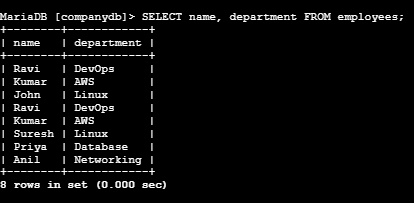 MariaDB [companydb]> SELECT name, department FROM employees;
+--------+------------+
| name   | department |
+--------+------------+
| Ravi   | DevOps     |
| Kumar  | AWS        |
| John   | Linux      |
| Ravi   | DevOps     |
| Kumar  | AWS        |
| Suresh | Linux      |
| Priya  | Database   |
| Anil   | Networking |
+--------+------------+
8 rows in set (0.000 sec)